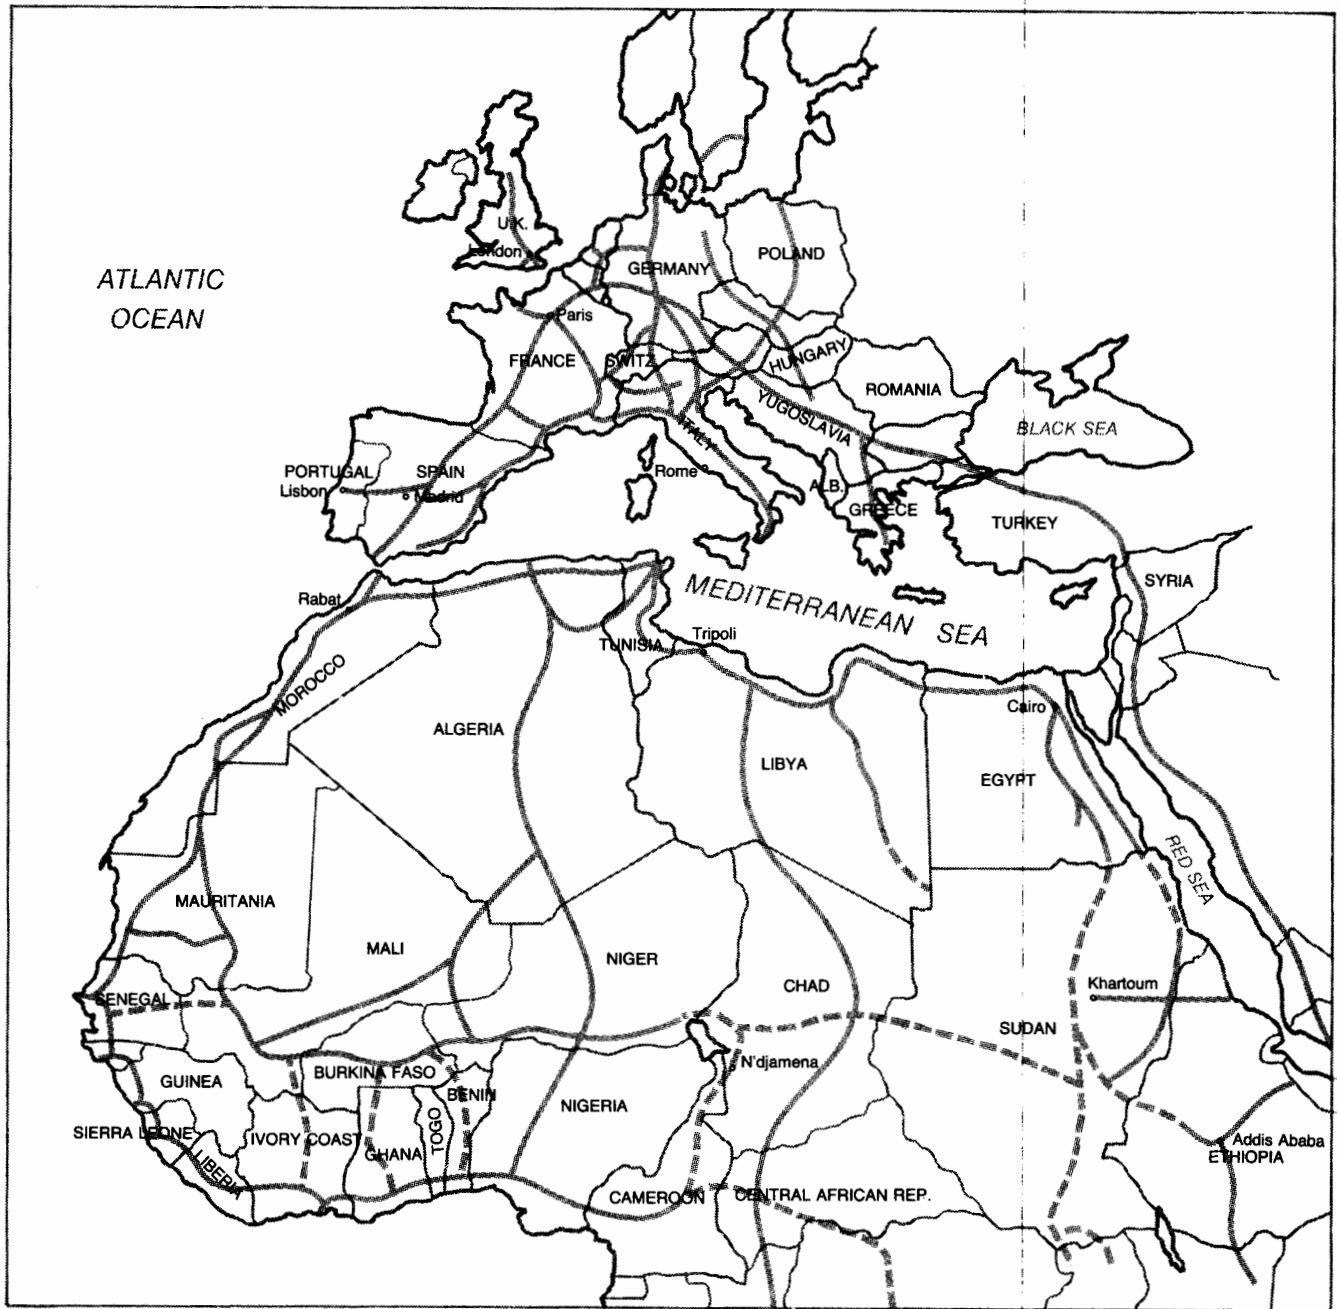 ATLANTIC
OCEAN
U.K.
London
GERMANY
POLAND
Paris
FRANCE
SWITZ.
HUNGARY
ROMANIA
YUGOSLAVIA
BLACK SEA
ITALY
PORTUGAL
SPAIN
Lisbon
Madrid
Rome
ALB.
GREECE
TURKEY
SYRIA
MEDITERRANEAN SEA
Rabat
TUNISIA
Tripoli
MOROCCO
Cairo
ALGERIA
LIBYA
EGYPT
RED SEA
MAURITANIA
MALI
NIGER
CHAD
Khartoum
SENEGAL
SUDAN
N'djamena
GUINEA
BURKINA FASO
BENIN
NIGERIA
SIERRA LEONE
IVORY COAST
GHANA
TOGO
Addis Ababa
ETHIOPIA
LIBERIA
CAMEROON
CENTRAL AFRICAN REP.